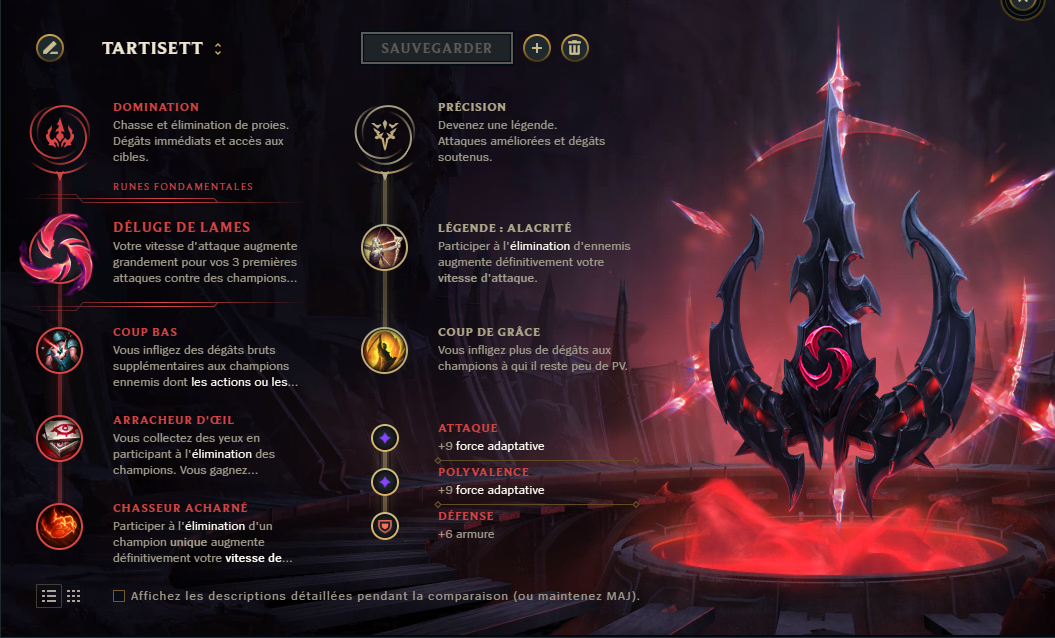 TARTISETT
SAUVEGARDER
DOMINATION
Chasse et élimination de proies.
Dégâts immédiats et accès aux
cibles.
RUNES FONDAMENTALES
DÉLUGE DE LAMES
Votre vitesse d'attaque augmente
grandement pour vos 3 premières
attaques contre des champions...
COUP BAS
Vous infligez des dégâts bruts
supplémentaires aux champions
ennemis dont les actions ou les...
ARRACHEUR D'ŒIL
Vous collectez des yeux en
participant à l'élimination des
champions. Vous gagnez...
CHASSEUR ACHARNÉ
Participer à l'élimination d'un
champion unique augmente
définitivement votre vitesse de...
PRÉCISION
Devenez une légende.
Attaques améliorées et dégâts
soutenus.
LÉGENDE : ALACRITÉ
Participer à l'élimination d'ennemis
augmente définitivement votre
vitesse d'attaque.
COUP DE GRÂCE
Vous infligez plus de dégâts aux
champions à qui il reste peu de PV.
ATTAQUE
+9 force adaptative
POLYVALENCE
+9 force adaptative
DÉFENSE
+6 armure
Affichez les descriptions détaillées pendant la comparaison (ou maintenez MAJ).